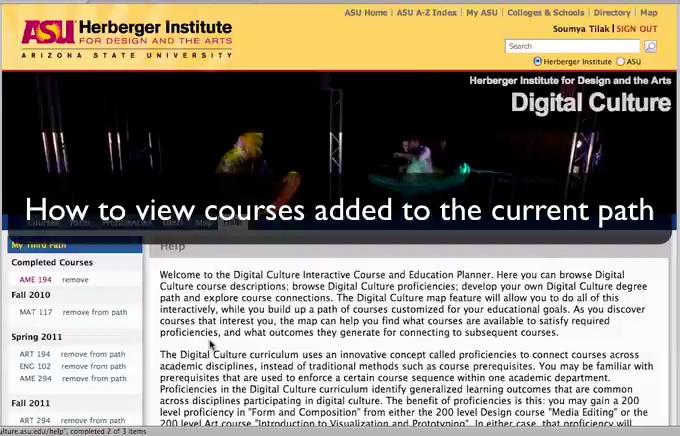 ASU Home | ASU A-Z Index | My ASU | Colleges & Schools | Directory | Map
ASU Herberger Institute
FOR DESIGN AND THE ARTS
ARIZONA STATE UNIVERSITY
Soumya Tilak | SIGN OUT
Search
Herberger Institute ASU
Herberger Institute for Design and the Arts
Digital Culture
How to view courses added to the current path
My Third Path
Help
Completed Courses
AME 194 remove
Fall 2010
MAT 117 remove from path
Spring 2011
ART 194 remove from path
ENG 102 remove from path
AME 294 remove from path
Fall 2011
ART 294 remove from path
Welcome to the Digital Culture Interactive Course and Education Planner. Here you can browse Digital
Culture course descriptions; browse Digital Culture proficiencies; develop your own Digital Culture degree
path and explore course connections. The Digital Culture map feature will allow you to do all of this
interactively, while you build up a path of courses customized for your educational goals. As you discover
courses that interest you, the map can help you find what courses are available to satisfy required
proficiencies, and what outcomes they generate for connecting to subsequent courses.
The Digital Culture curriculum uses an innovative concept called proficiencies to connect courses across
academic disciplines, instead of traditional methods such as course prerequisites. You may be familiar with
prerequisites that are used to enforce a certain course sequence within one academic department.
Proficiencies in the Digital Culture curriculum identify generalized learning outcomes that are common
across disciplines participating in digital culture. The benefit of proficiencies is this: you may gain a 200
level proficiency in "Form and Composition" from either the 200 level Design course "Media Editing" or the
200 level Art course "Introduction to Visualization and Prototyping". In either case, that proficiency will
ulture.asu.edu/help", completed 2 of 3 items